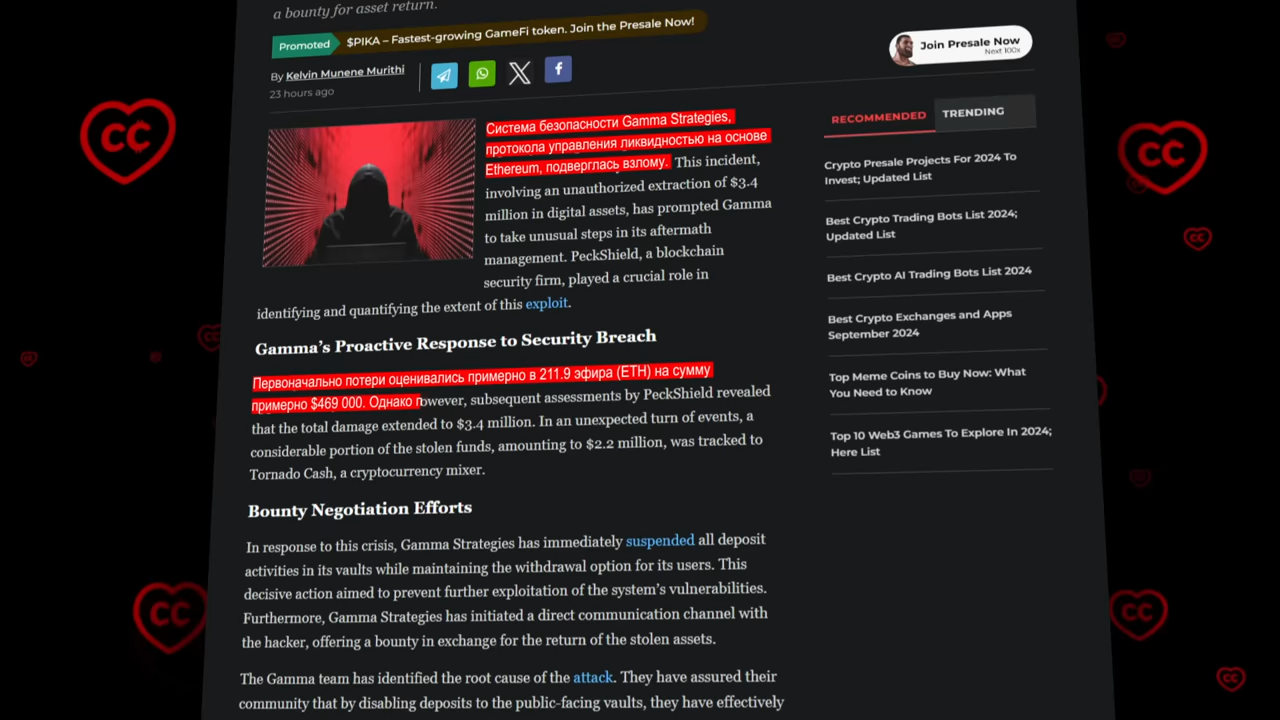 a bounty for asset return.
Promoted
$PIKA – Fastest-growing GameFi token. Join the Presale Now!
By Kelvin Munene Murithi
23 hours ago
Join Presale Now
Next 100x
Система безопасности Gamma Strategies,
протокола управления ликвидностью на основе
Ethereum, подверглась взлому. This incident,
involving an unauthorized extraction of $3.4
million in digital assets, has prompted Gamma
to take unusual steps in its aftermath
management. PeckShield, a blockchain
security firm, played a crucial role in
identifying and quantifying the extent of this exploit.
Gamma's Proactive Response to Security Breach
Первоначально потери оценивались примерно в 211.9 эфира (ETH) на сумму
примерно $469 000. Однако п owever, subsequent assessments by PeckShield revealed
that the total damage extended to $3.4 million. In an unexpected turn of events, a
considerable portion of the stolen funds, amounting to $2.2 million, was tracked to
Tornado Cash, a cryptocurrency mixer.
Bounty Negotiation Efforts
In response to this crisis, Gamma Strategies has immediately suspended all deposit
activities in its vaults while maintaining the withdrawal option for its users. This
decisive action aimed to prevent further exploitation of the system's vulnerabilities.
Furthermore, Gamma Strategies has initiated a direct communication channel with
the hacker, offering a bounty in exchange for the return of the stolen assets.
The Gamma team has identified the root cause of the attack. They have assured their
community that by disabling deposits to the public-facing vaults, they have effectively
RECOMMENDED
TRENDING
Crypto Presale Projects For 2024 To
Invest; Updated List
Best Crypto Trading Bots List 2024;
Updated List
Best Crypto AI Trading Bots List 2024
Best Crypto Exchanges and Apps
September 2024
Top Meme Coins to Buy Now: What
You Need to Know
Top 10 Web3 Games To Explore In 2024;
Here List
CC
CC
CC
CC
CC
CC